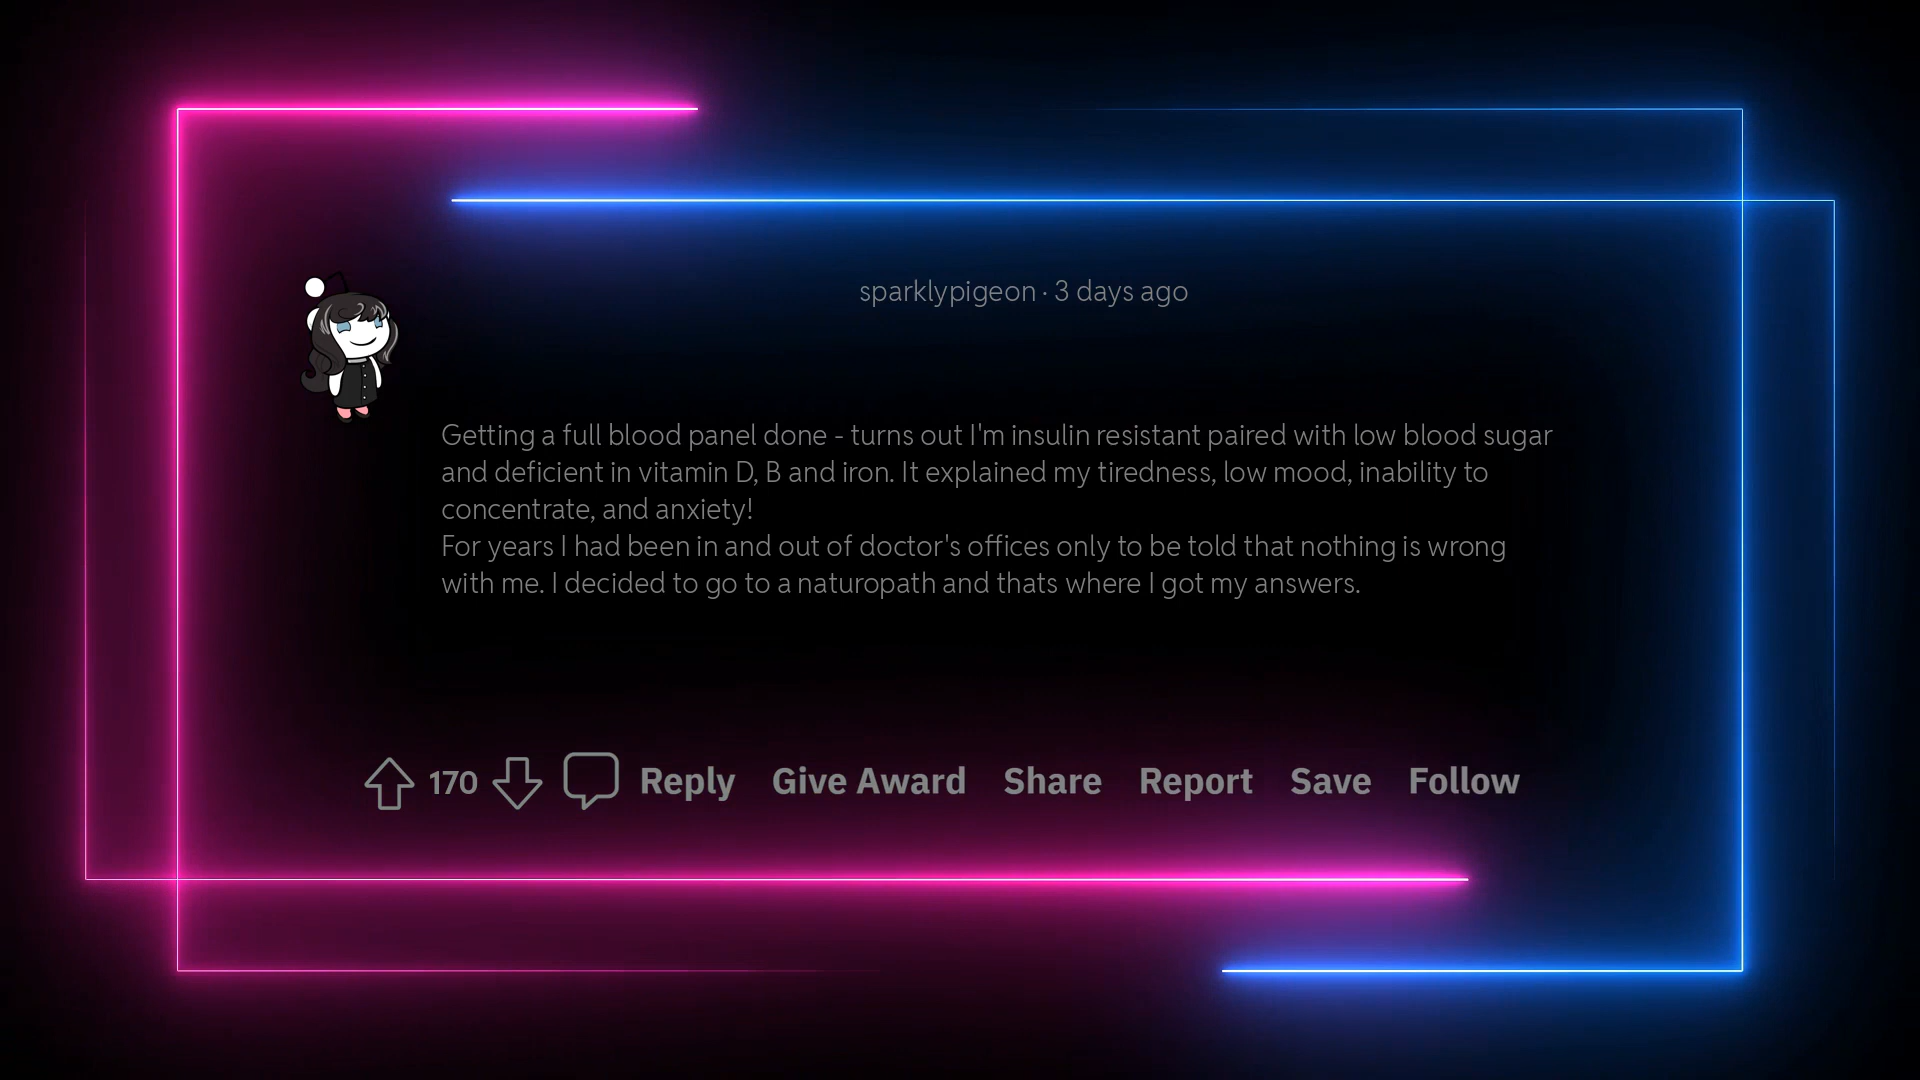 sparklypigeon · 3 days ago
Getting a full blood panel done - turns out I'm insulin resistant paired with low blood sugar
and deficient in vitamin D, B and iron. It explained my tiredness, low mood, inability to
concentrate, and anxiety!
For years I had been in and out of doctor's offices only to be told that nothing is wrong
with me. I decided to go to a naturopath and thats where I got my answers.
170 Reply Give Award Share Report Save Follow